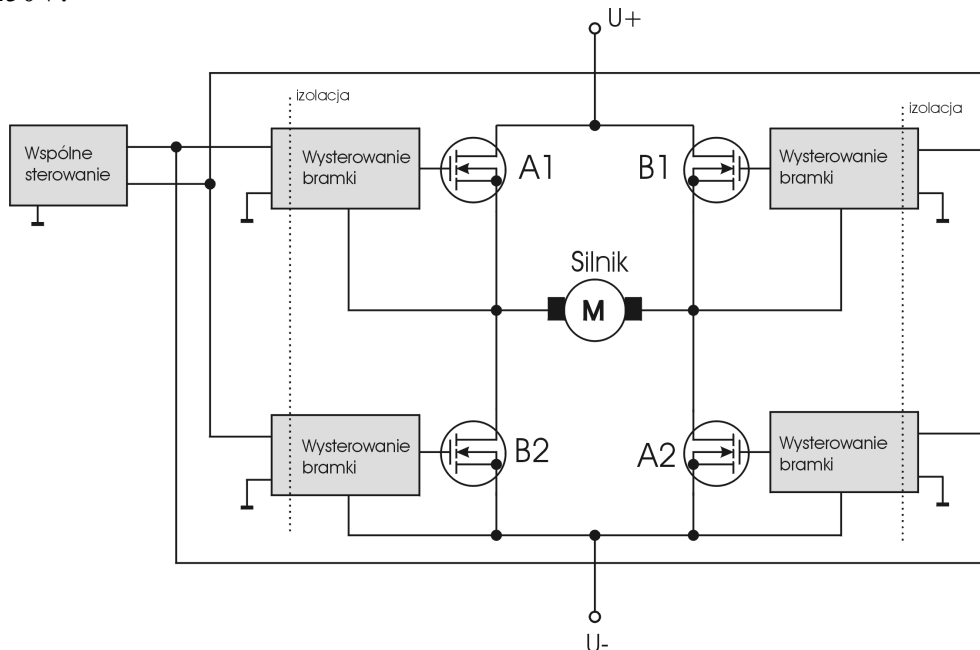 U+
izolacja
izolacja
Wspólne
sterowanie
Wysterowanie
bramki
A1
B1
Wysterowanie
bramki
Silnik
M
Wysterowanie
bramki
B2
A2
Wysterowanie
bramki
U-